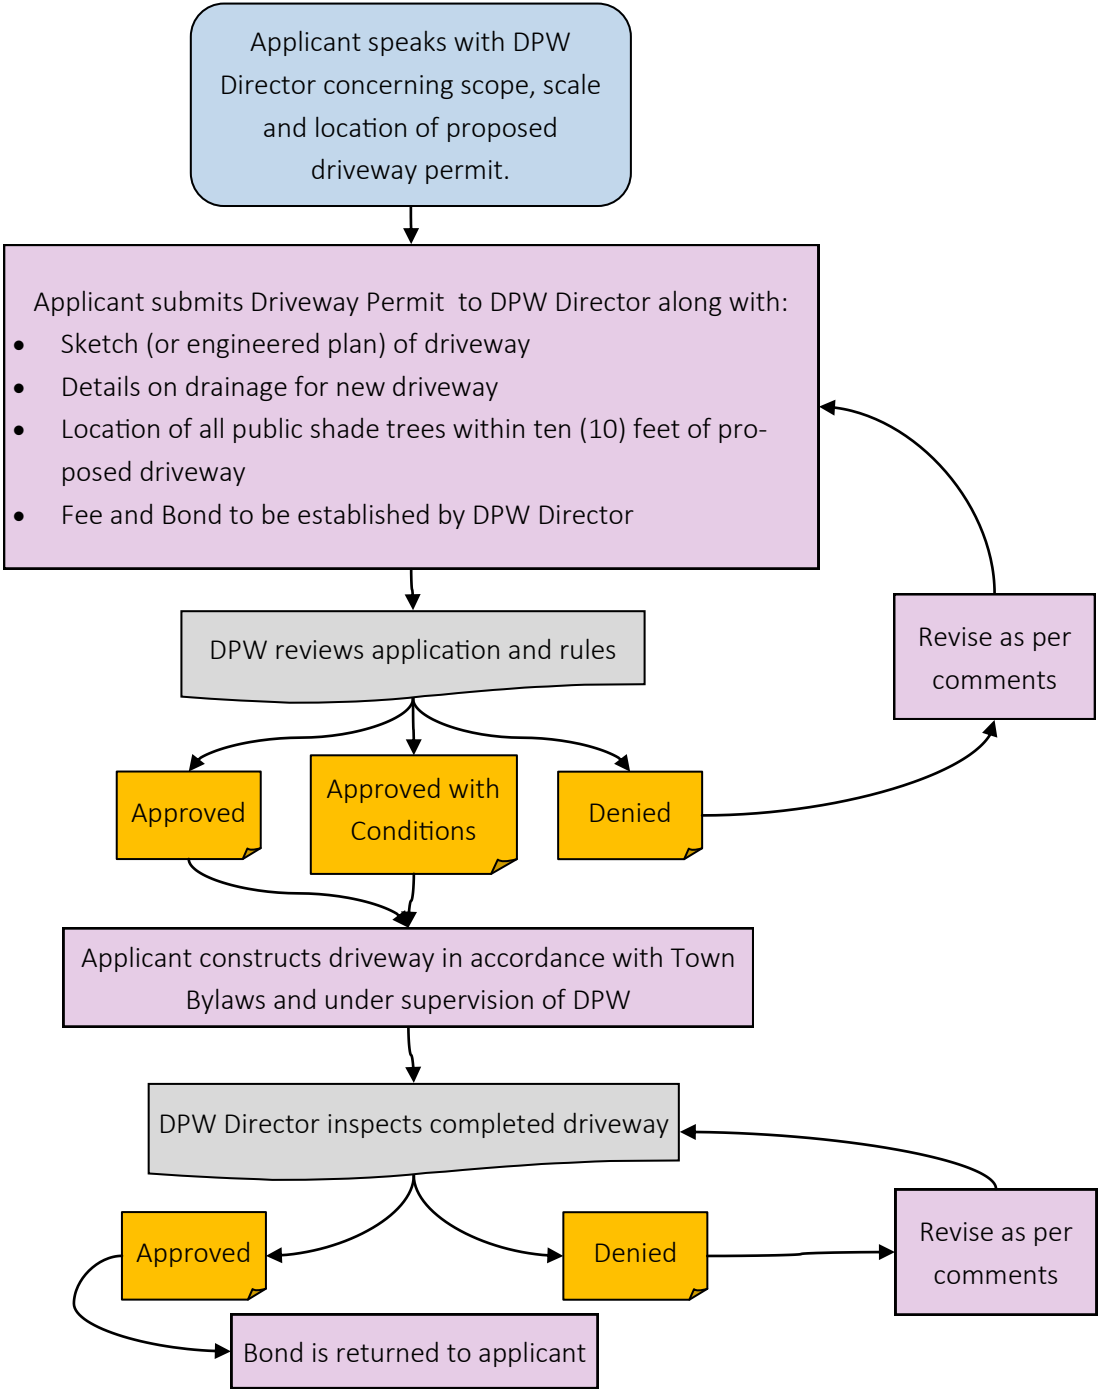 Applicant speaks with DPW
Director concerning scope, scale
and location of proposed
driveway permit.
Applicant submits Driveway Permit  to DPW Director along with:
• Sketch (or engineered plan) of driveway
• Details on drainage for new driveway
• Location of all public shade trees within ten (10) feet of pro-
posed driveway
• Fee and Bond to be established by DPW Director
Revise as per
comments
DPW reviews application and rules
Approved
Approved with
Conditions
Denied
Applicant constructs driveway in accordance with Town
Bylaws and under supervision of DPW
DPW Director inspects completed driveway
Approved
Denied
Revise as per
comments
Bond is returned to applicant